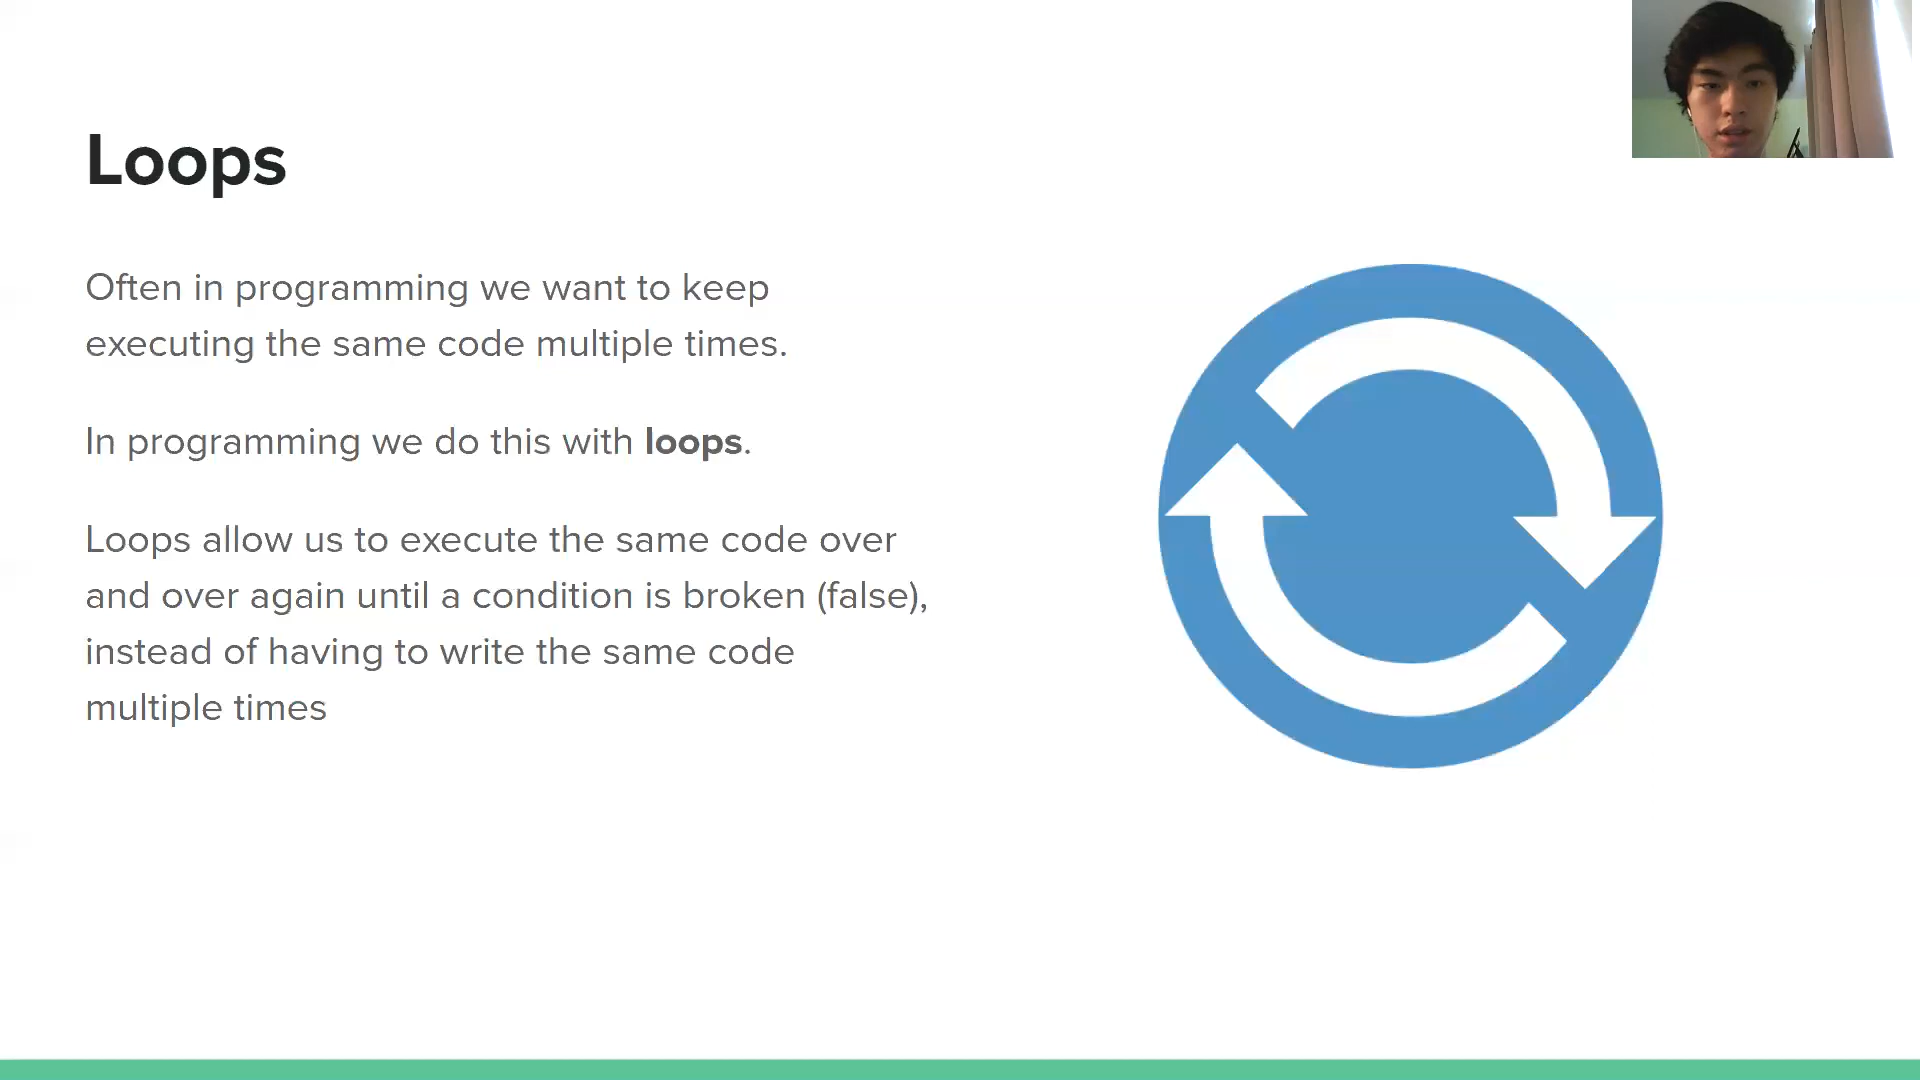 Loops
Often in programming we want to keep
executing the same code multiple times.
In programming we do this with loops.
Loops allow us to execute the same code over
and over again until a condition is broken (false),
instead of having to write the same code
multiple times